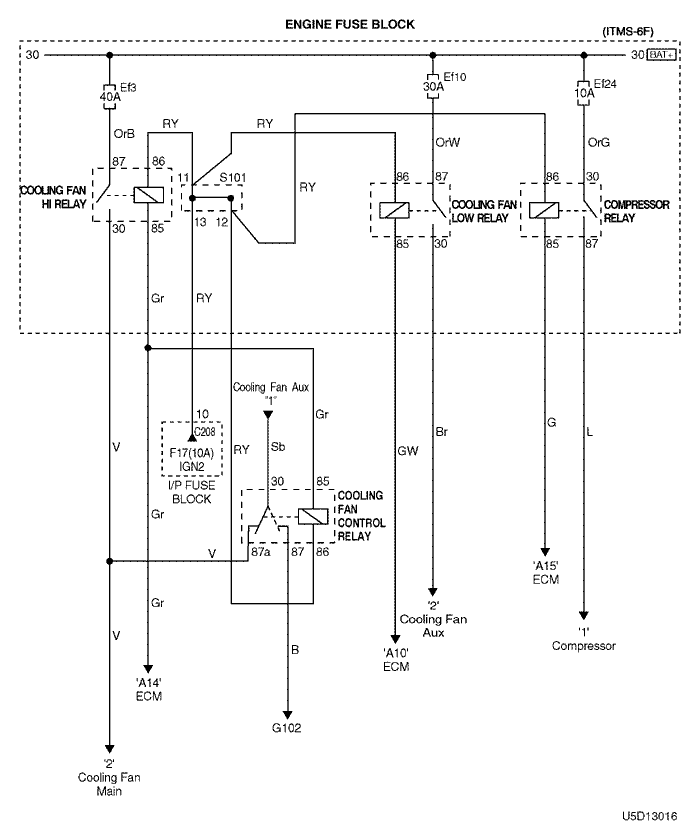 ENGINE FUSE BLOCK
(ITMS-6F)
30
30 BAT+
Ef3
40A
Ef10
30A
Ef24
10A
OrB
RY
RY
OrW
OrG
87 86
11 S101
RY
86 87
86 30
COOLING FAN
HI RELAY
COOLING FAN
LOW RELAY
COMPRESSOR
RELAY
30 85
13 12
85 30
85 87
Gr
RY
Cooling Fan Aux
"1"
10
C208
F17(10A)
IGN2
I/P FUSE
BLOCK
Gr
V
RY
Sb
GW
Br
G
L
30 85
COOLING
FAN
CONTROL
RELAY
Gr
V
87a 87 86
'A15'
ECM
Gr
'2'
Cooling Fan
Aux
'1'
Compressor
V
B
'A10'
ECM
'A14'
ECM
G102
'2'
Cooling Fan
Main
U5D13016